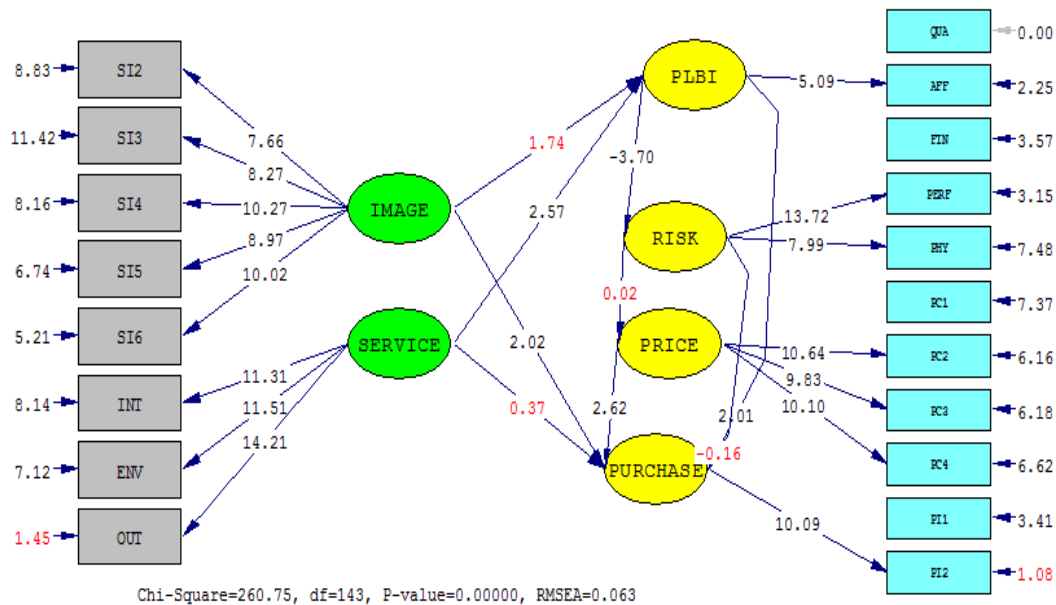 QUA
0.00
8.83
SI2
PLBI
5.09
AFF
2.25
11.42
SI3
7.66
1.74
-3.70
FIN
3.57
8.27
8.16
SI4
10.27
IMAGE
2.57
13.72
PERF
3.15
8.97
RISK
7.99
PHY
7.48
6.74
SI5
10.02
0.02
PC1
7.37
5.21
SI6
SERVICE
2.02
PRICE
10.64
PC2
6.16
11.31
9.83
8.14
INT
11.51
0.37
2.62
2.01
10.10
PC3
6.18
14.21
-0.16
7.12
ENV
PURCHASE
PC4
6.62
10.09
1.45
OUT
PI1
3.41
PI2
1.08
Chi-Square=260.75, df=143, P-value=0.00000, RMSEA=0.063